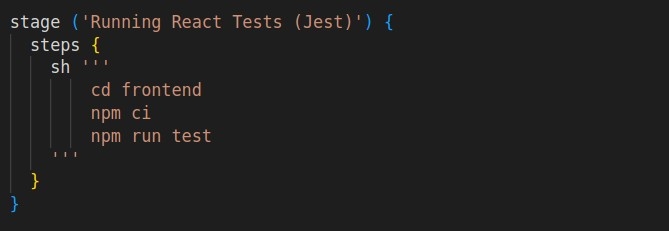 stage ('Running React Tests (Jest)') {
  steps {
    sh '''
        cd frontend
        npm ci
        npm run test
    '''
  }
}